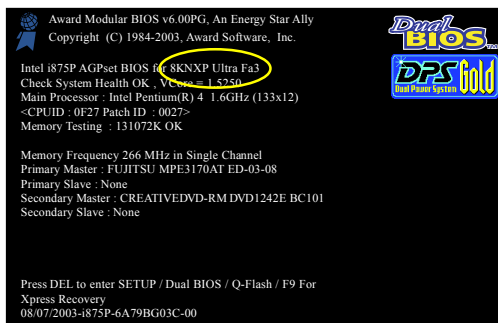 Award Modular BIOS v6.00PG, An Energy Star Ally
Copyright (C) 1984-2003, Award Software, Inc.
Dual
BIOS
DPS Gold
Dual Power System
Intel i875P AGPset BIOS for 8KNXP Ultra Fa3
Check System Health OK , VCore = 1.5250
Main Processor : Intel Pentium(R) 4 1.6GHz (133x12)
<CPUID : 0F27 Patch ID : 0027>
Memory Testing : 131072K OK
Memory Frequency 266 MHz in Single Channel
Primary Master : FUJITSU MPE3170AT ED-03-08
Primary Slave : None
Secondary Master : CREATIVEDVD-RM DVD1242E BC101
Secondary Slave : None
Press DEL to enter SETUP / Dual BIOS / Q-Flash / F9 For
Xpress Recovery
08/07/2003-i875P-6A79BG03C-00